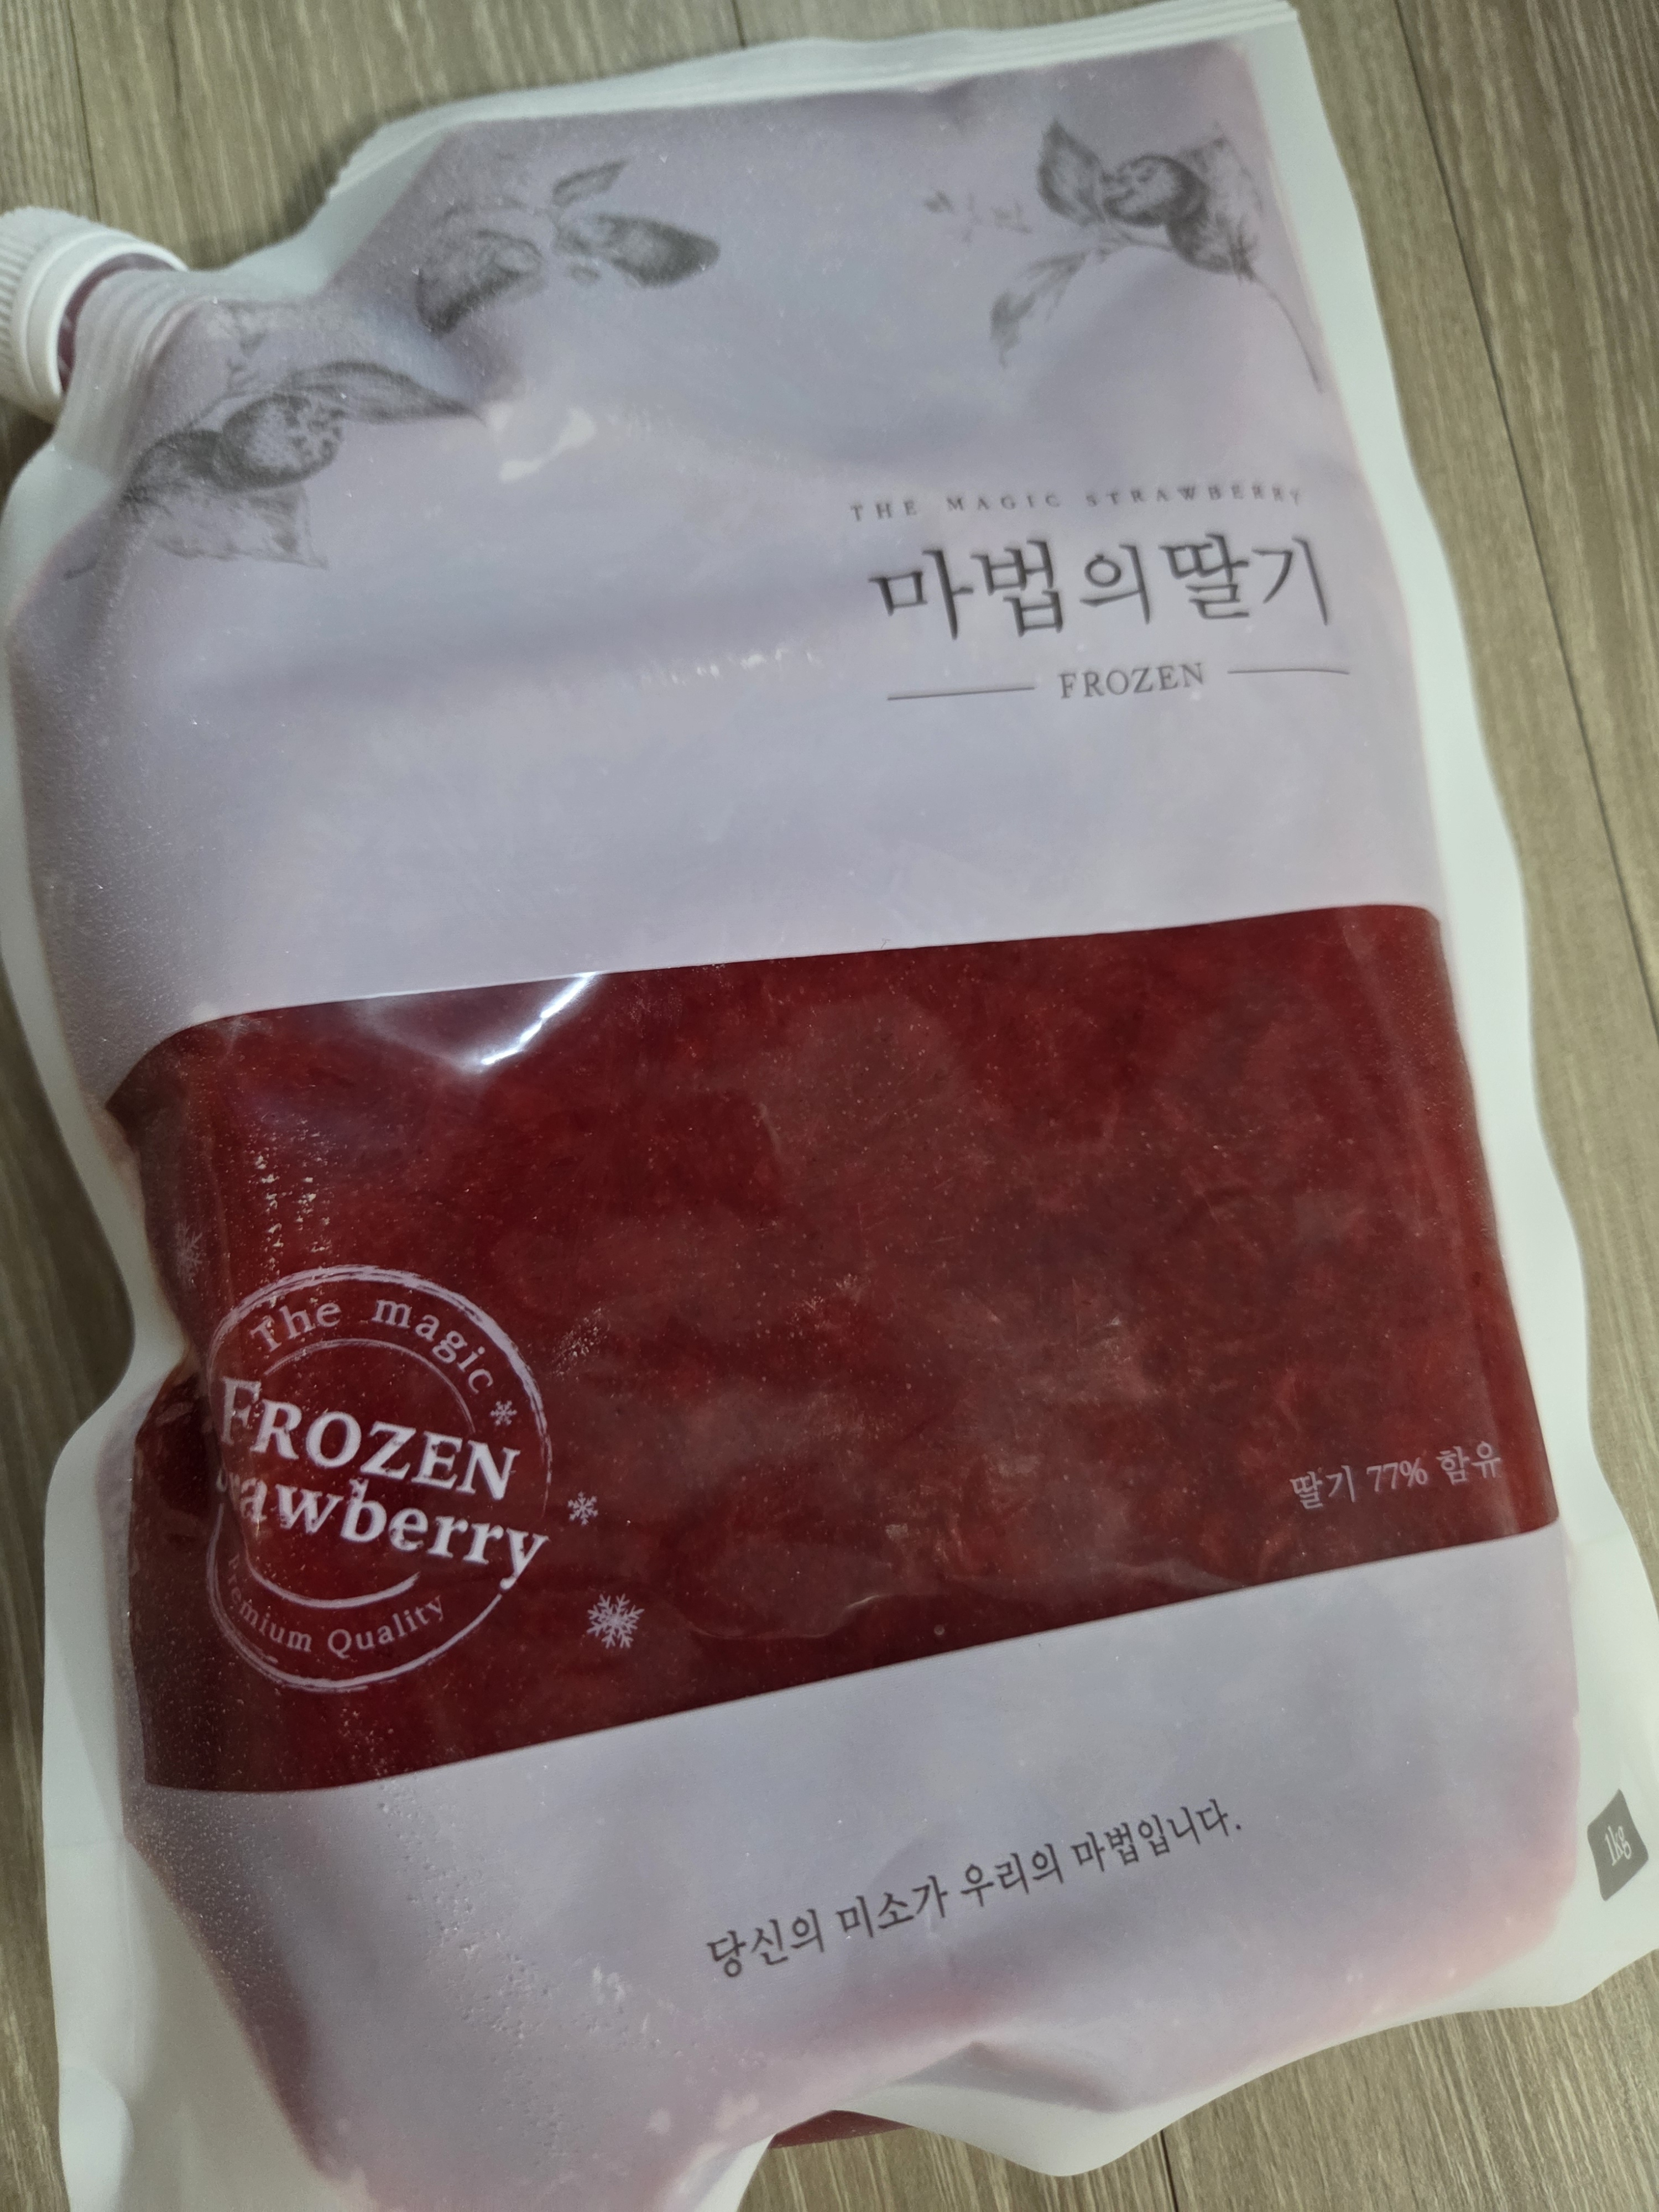 THE MAGIC STRAWBERRY
마법의딸기
FROZEN
The magic
FROZEN
rawberry
Premium Quality
딸기 77% 함유
당신의 미소가 우리의 마법입니다.
1kg